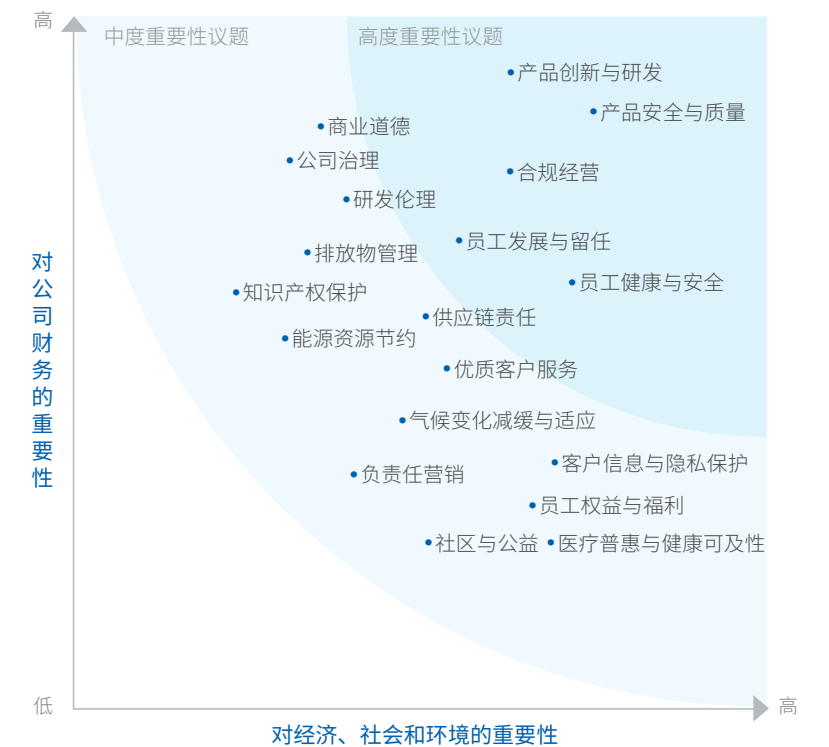 高
中度重要性议题
高度重要性议题
产品创新与研发
产品安全与质量
商业道德
公司治理
合规经营
研发伦理
员工发展与留任
排放物管理
员工健康与安全
知识产权保护
供应链责任
能源资源节约
优质客户服务
气候变化减缓与适应
客户信息与隐私保护
负责任营销
员工权益与福利
社区与公益
医疗普惠与健康可及性
对公司财务的重要性
低
高
对经济、社会和环境的重要性